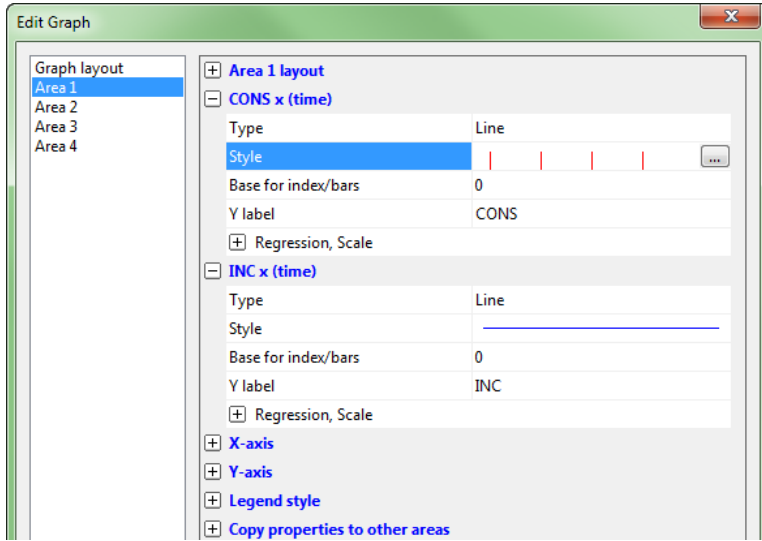 Edit Graph
Graph layout
Area 1
Area 2
Area 3
Area 4
Area 1 layout
CONS x (time)
Type Line
Style ...
Base for index/bars 0
Y label CONS
Regression, Scale
INC x (time)
Type Line
Style
Base for index/bars 0
Y label INC
Regression, Scale
X-axis
Y-axis
Legend style
Copy properties to other areas